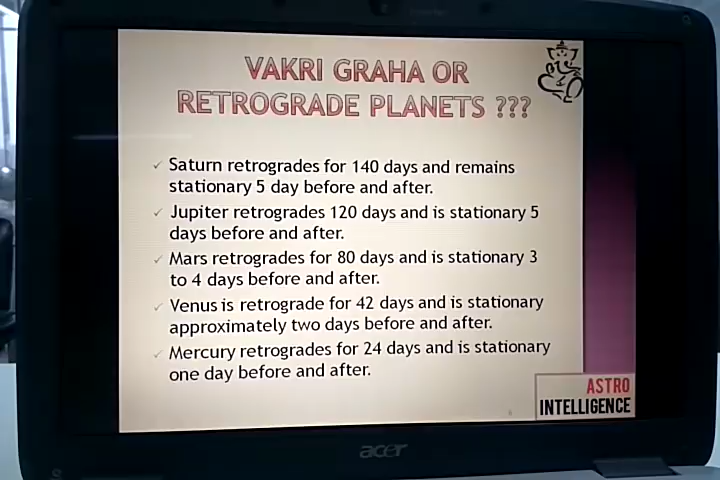 VAKRI GRAHA OR
RETROGRADE PLANETS ???
Saturn retrogrades for 140 days and remains
stationary 5 day before and after.
Jupiter retrogrades 120 days and is stationary 5
days before and after.
Mars retrogrades for 80 days and is stationary 3
to 4 days before and after.
Venus is retrograde for 42 days and is stationary
approximately two days before and after.
Mercury retrogrades for 24 days and is stationary
one day before and after.
ASTRO
INTELLIGENCE
acer